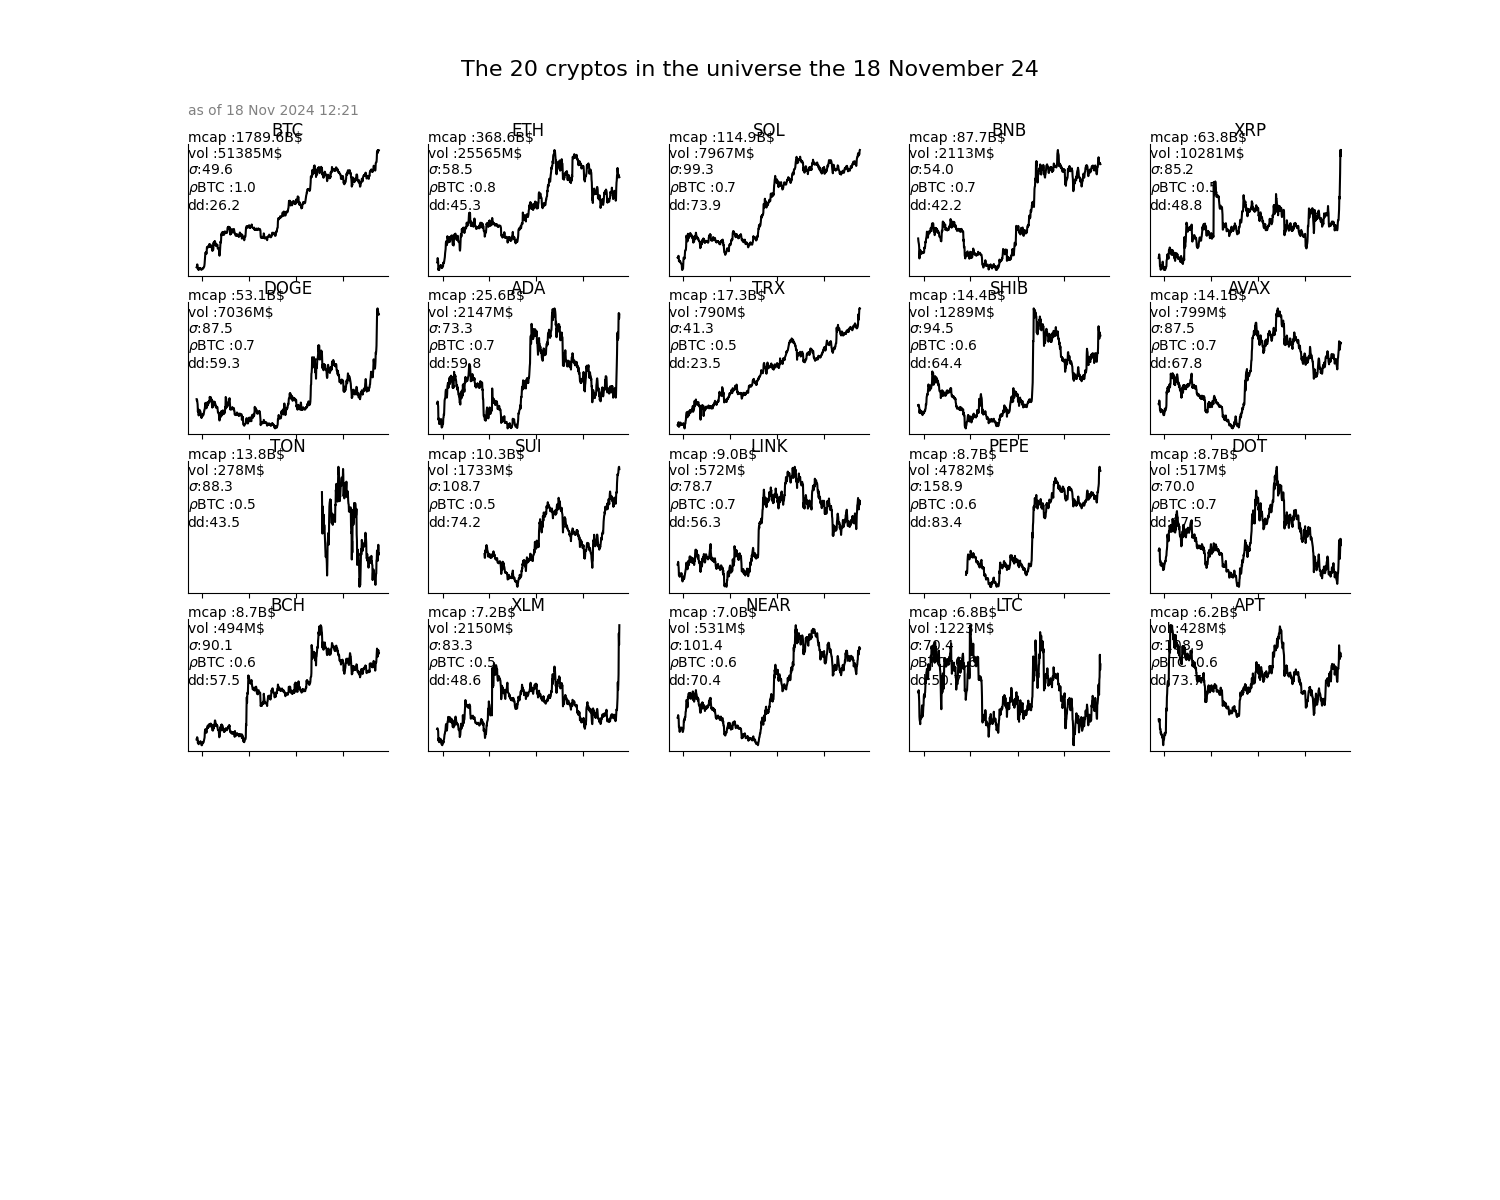 The 20 cryptos in the universe the 18 November 24
as of 18 Nov 2024 12:21
BTC
mcap :1789.6B$
vol :51385M$
σ:49.6
ρBTC :1.0
dd:26.2
ETH
mcap :368.6B$
vol :25565M$
σ:58.5
ρBTC :0.8
dd:45.3
SOL
mcap :114.9B$
vol :7967M$
σ:99.3
ρBTC :0.7
dd:73.9
BNB
mcap :87.7B$
vol :2113M$
σ:54.0
ρBTC :0.7
dd:42.2
XRP
mcap :63.8B$
vol :10281M$
σ:85.2
ρBTC :0.5
dd:48.8
DOGE
mcap :53.1B$
vol :7036M$
σ:87.5
ρBTC :0.7
dd:59.3
ADA
mcap :25.6B$
vol :2147M$
σ:73.3
ρBTC :0.7
dd:59.8
TRX
mcap :17.3B$
vol :790M$
σ:41.3
ρBTC :0.5
dd:23.5
SHIB
mcap :14.4B$
vol :1289M$
σ:94.5
ρBTC :0.6
dd:64.4
AVAX
mcap :14.1B$
vol :799M$
σ:87.5
ρBTC :0.7
dd:67.8
TON
mcap :13.8B$
vol :278M$
σ:88.3
ρBTC :0.5
dd:43.5
SUI
mcap :10.3B$
vol :1733M$
σ:108.7
ρBTC :0.5
dd:74.2
LINK
mcap :9.0B$
vol :572M$
σ:78.7
ρBTC :0.7
dd:56.3
PEPE
mcap :8.7B$
vol :4782M$
σ:158.9
ρBTC :0.6
dd:83.4
DOT
mcap :8.7B$
vol :517M$
σ:70.0
ρBTC :0.7
BCH
mcap :8.7B$
vol :494M$
σ:90.1
ρBTC :0.6
dd:57.5
XLM
mcap :7.2B$
vol :2150M$
σ:83.3
ρBTC :0.5
dd:48.6
NEAR
mcap :7.0B$
vol :531M$
σ:101.4
ρBTC :0.6
dd:70.4
LTC
mcap :6.8B$
vol :1223M$
σ:70.4
APT
mcap :6.2B$
vol :428M$
σ:108.9
ρBTC :0.6